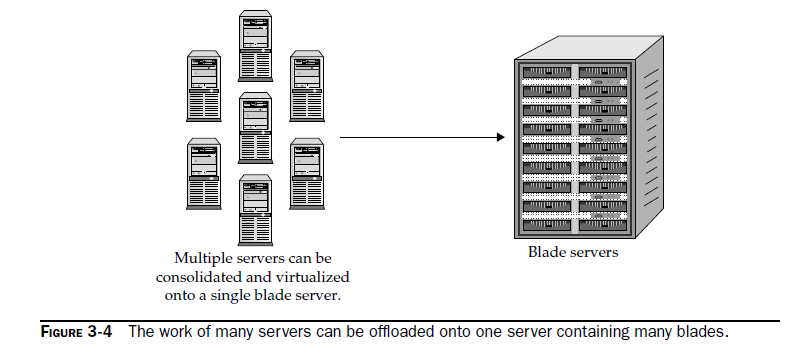 Multiple servers can be
consolidated and virtualized
onto a single blade server.
Blade servers
FIGURE 3-4 The work of many servers can be offloaded onto one server containing many blades.